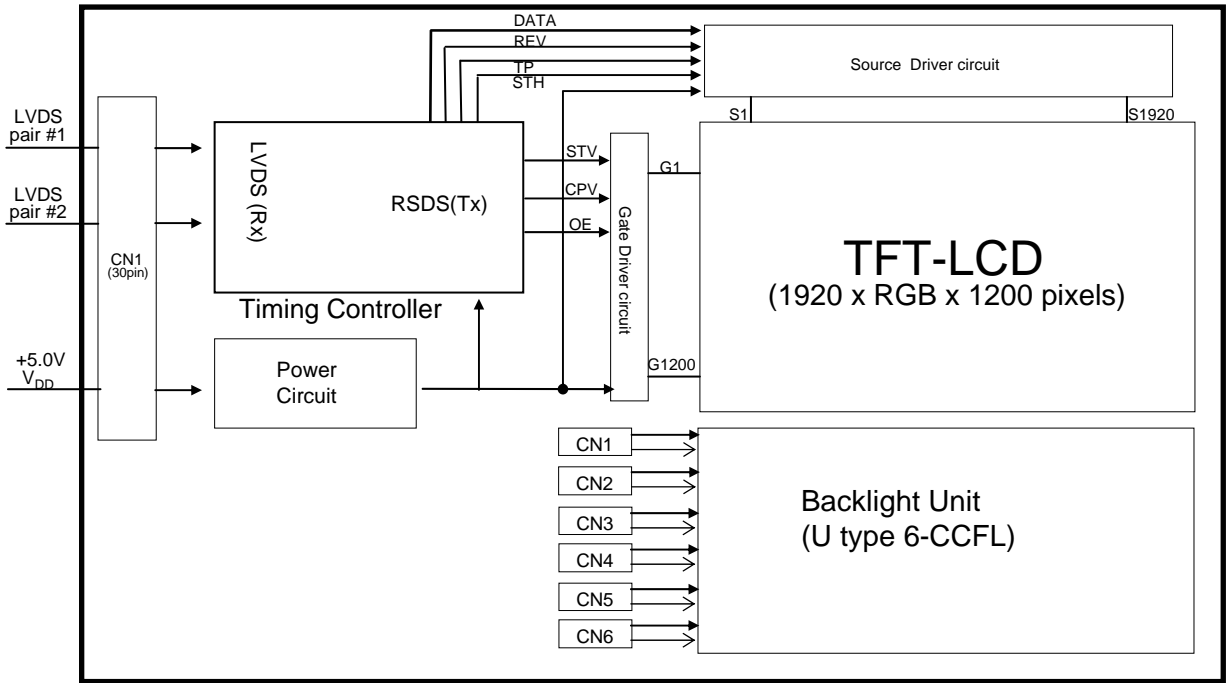 DATA
REV
TP
STH
Source Driver circuit
S1
S1920
LVDS
pair #1
LVDS
pair #2
CN1
(30pin)
LVDS (Rx)
RSDS(Tx)
Timing Controller
STV
CPV
OE
Gate Driver circuit
G1
G1200
TFT-LCD
(1920 x RGB x 1200 pixels)
+5.0V
VDD
Power
Circuit
CN1
CN2
CN3
CN4
CN5
CN6
Backlight Unit
(U type 6-CCFL)